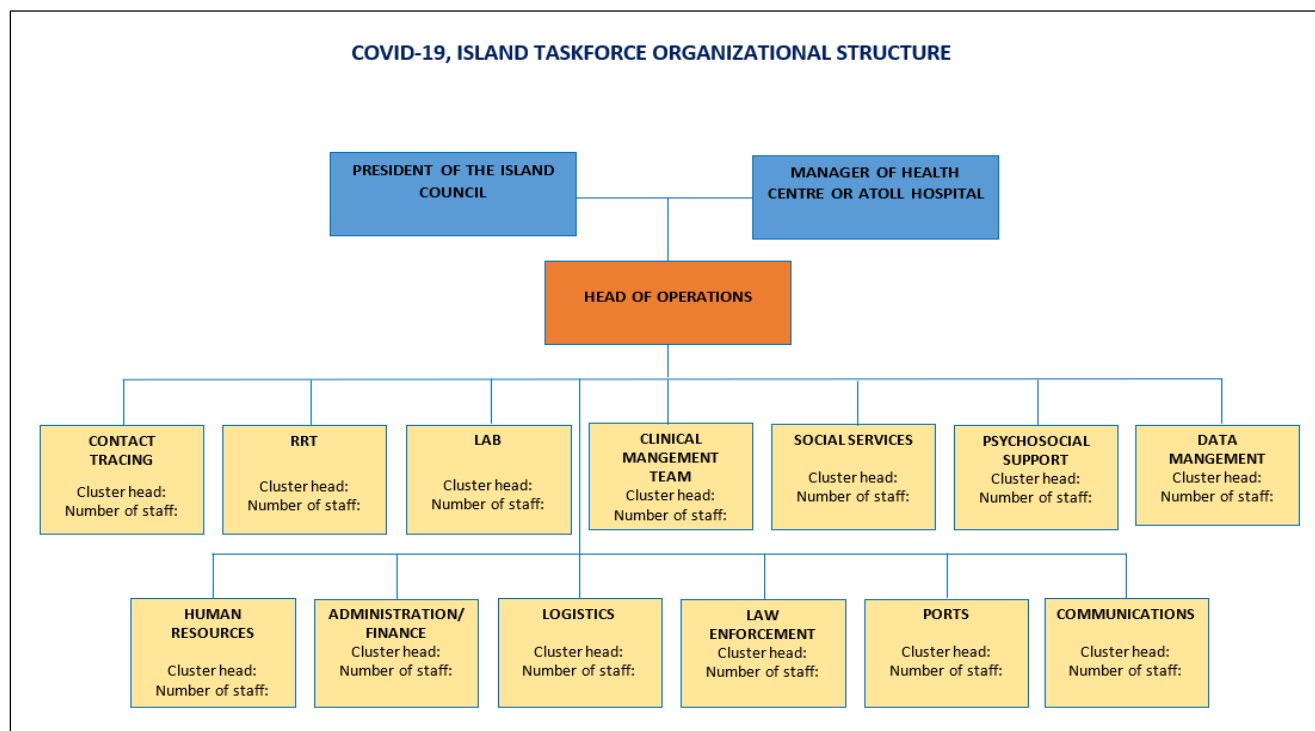 COVID-19, ISLAND TASKFORCE ORGANIZATIONAL STRUCTURE
PRESIDENT OF THE ISLAND
COUNCIL
MANAGER OF HEALTH
CENTRE OR ATOLL HOSPITAL
HEAD OF OPERATIONS
CONTACT
TRACING
Cluster head:
Number of staff:
RRT
Cluster head:
Number of staff:
LAB
Cluster head:
Number of staff:
CLINICAL
MANGEMENT
TEAM
Cluster head:
Number of staff:
SOCIAL SERVICES
Cluster head:
Number of staff:
PSYCHOSOCIAL
SUPPORT
Cluster head:
Number of staff:
DATA
MANGEMENT
Cluster head:
Number of staff:
HUMAN
RESOURCES
Cluster head:
Number of staff:
ADMINISTRATION/
FINANCE
Cluster head:
Number of staff:
LOGISTICS
Cluster head:
Number of staff:
LAW
ENFORCEMENT
Cluster head:
Number of staff:
PORTS
Cluster head:
Number of staff:
COMMUNICATIONS
Cluster head:
Number of staff: